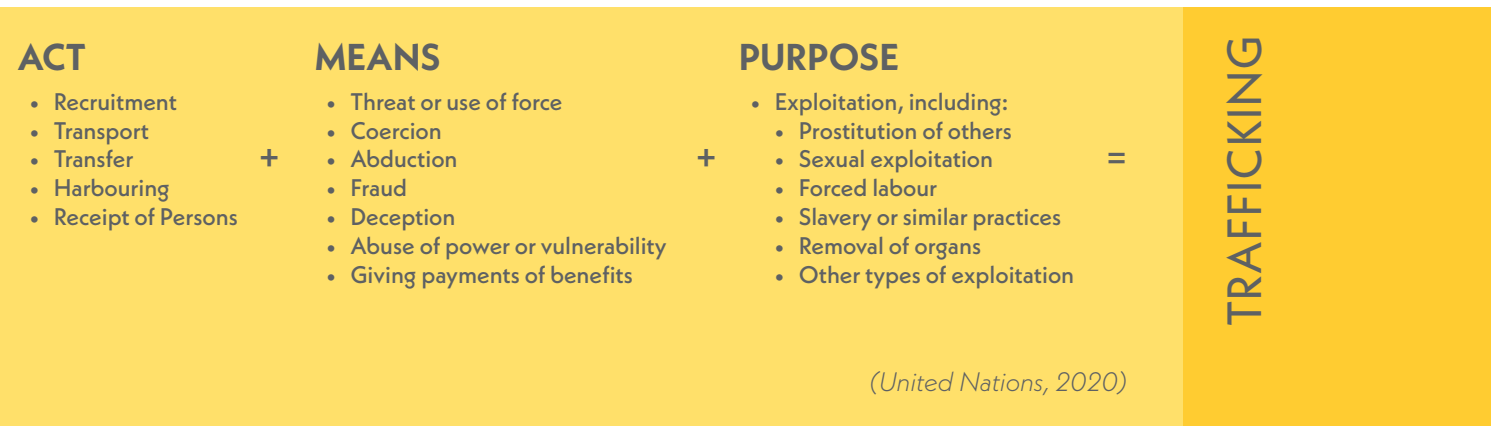 ACT
• Recruitment
• Transport
• Transfer
• Harbouring
• Receipt of Persons
+
MEANS
• Threat or use of force
• Coercion
• Abduction
• Fraud
• Deception
• Abuse of power or vulnerability
• Giving payments of benefits
+
PURPOSE
• Exploitation, including:
• Prostitution of others
• Sexual exploitation
• Forced labour
• Slavery or similar practices
• Removal of organs
• Other types of exploitation
=
TRAFFICKING
(United Nations, 2020)